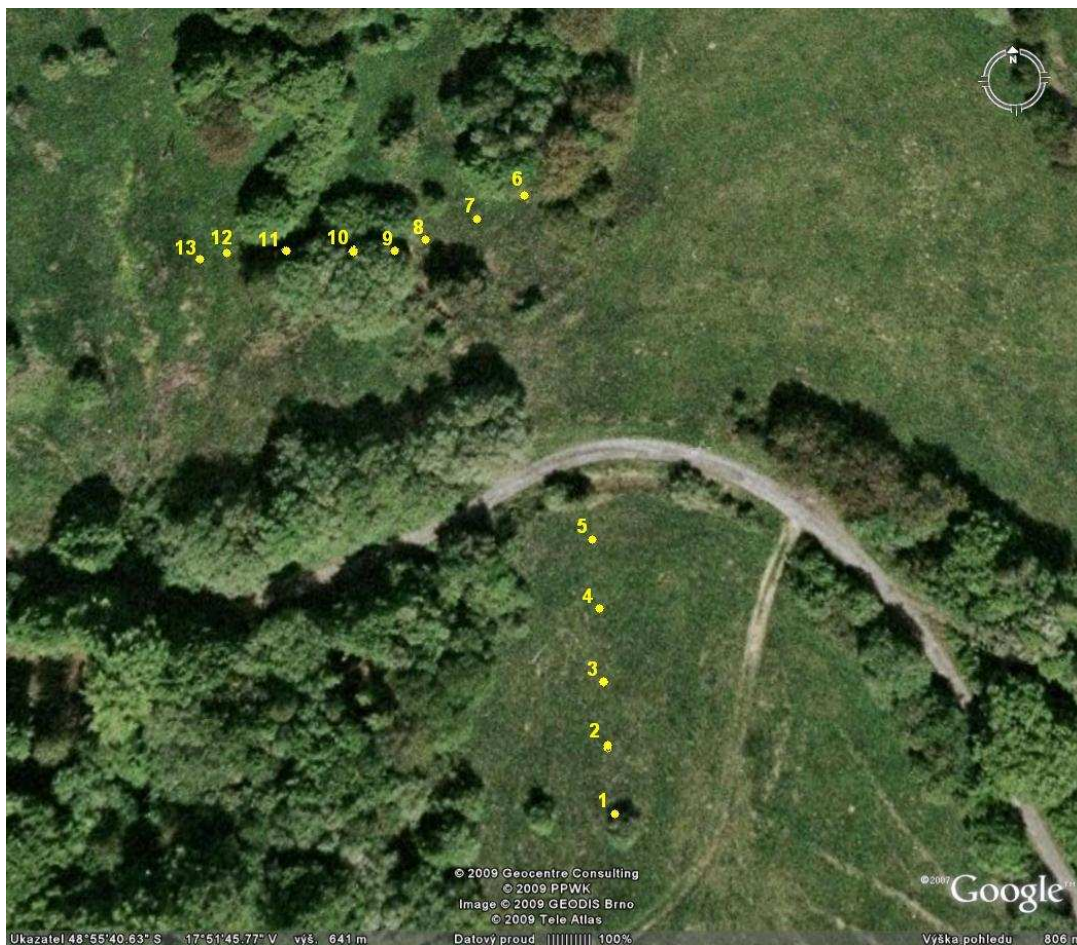 N
6
7
8
9
10
11
12
13
5
4
3
2
1
© 2009 Geocentre Consulting
© 2009 PPWK
Image © 2009 GEODIS Brno
© 2009 Tele Atlas
©2007 Google™
Ukazatel 48°55'40.63" S 17°51'45.77" V výš. 641 m Datový proud |||||||||| 100% Výška pohledu 806 m